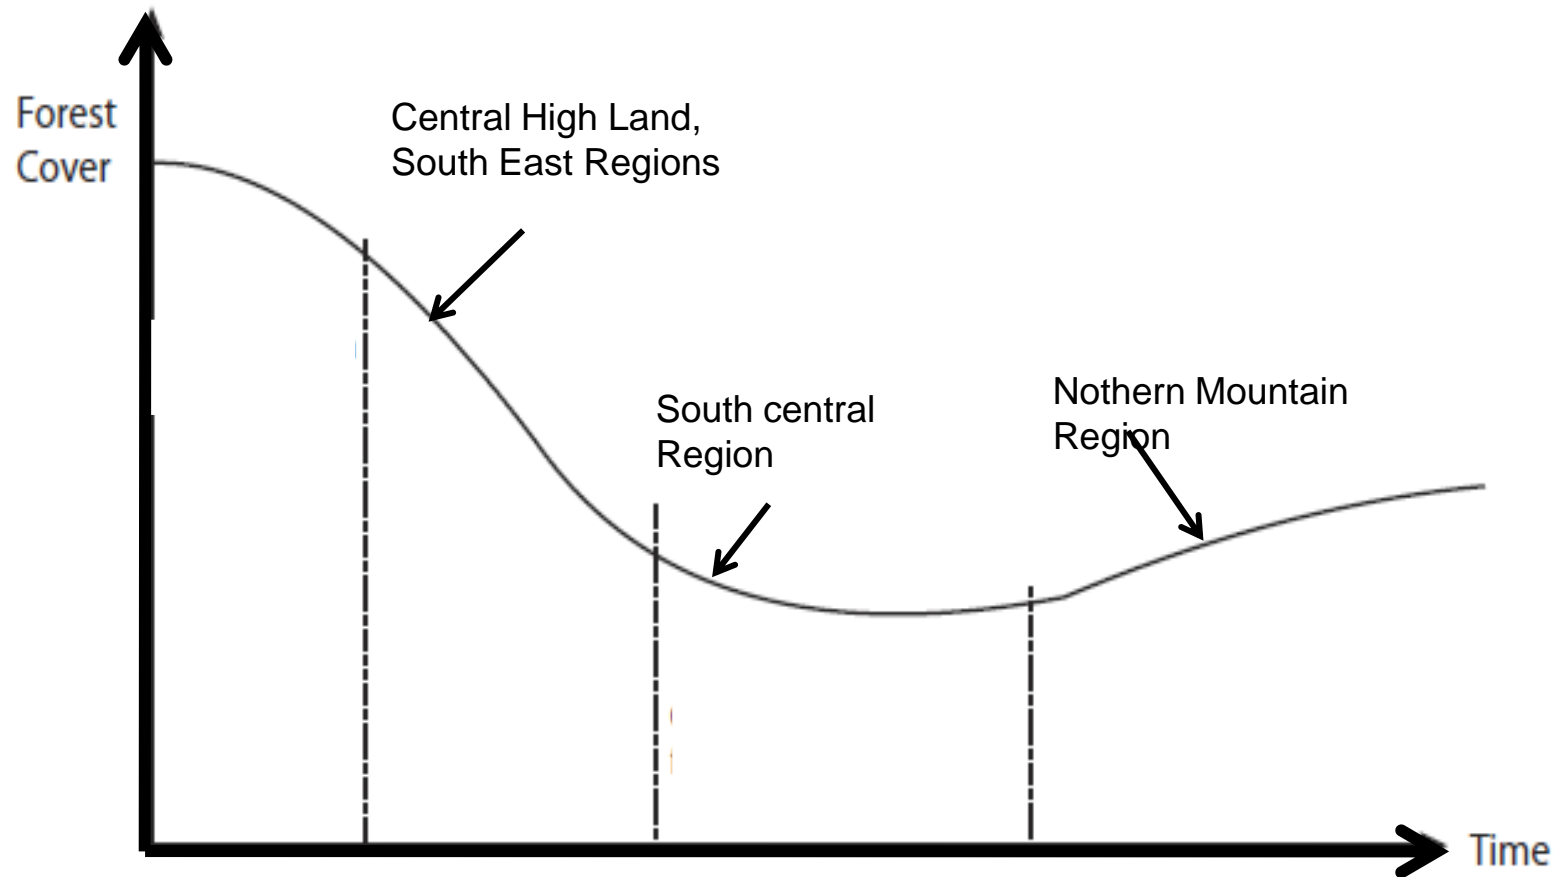 Forest
Cover
Central High Land,
South East Regions
South central
Region
Nothern Mountain
Region
Time